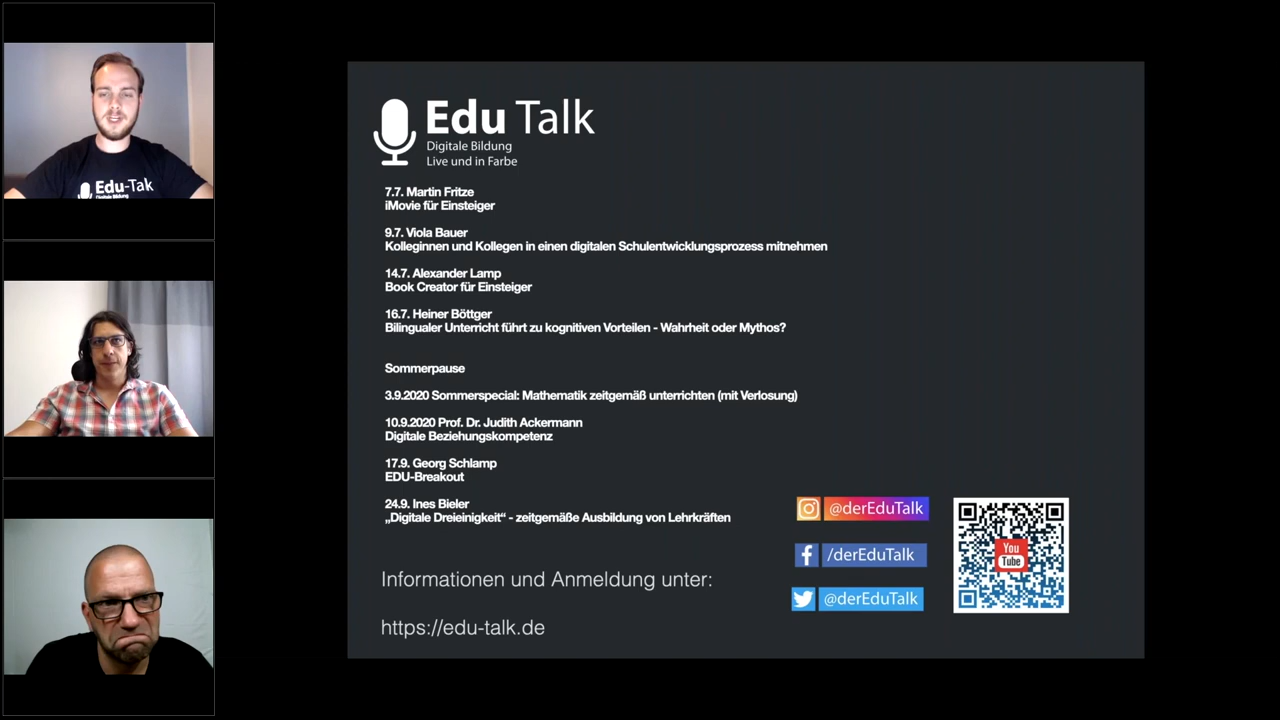 Edu-Talk
Digitale Bildung
Edu Talk
Digitale Bildung
Live und in Farbe
7.7. Martin Fritze
iMovie für Einsteiger
9.7. Viola Bauer
Kolleginnen und Kollegen in einen digitalen Schulentwicklungsprozess mitnehmen
14.7. Alexander Lamp
Book Creator für Einsteiger
16.7. Heiner Böttger
Bilingualer Unterricht führt zu kognitiven Vorteilen - Wahrheit oder Mythos?
Sommerpause
3.9.2020 Sommerspecial: Mathematik zeitgemäß unterrichten (mit Verlosung)
10.9.2020 Prof. Dr. Judith Ackermann
Digitale Beziehungskompetenz
17.9. Georg Schlamp
EDU-Breakout
24.9. Ines Bieler
„Digitale Dreieinigkeit“ - zeitgemäße Ausbildung von Lehrkräften
@derEduTalk
/derEduTalk
@derEduTalk
You
Tube
Informationen und Anmeldung unter:
https://edu-talk.de